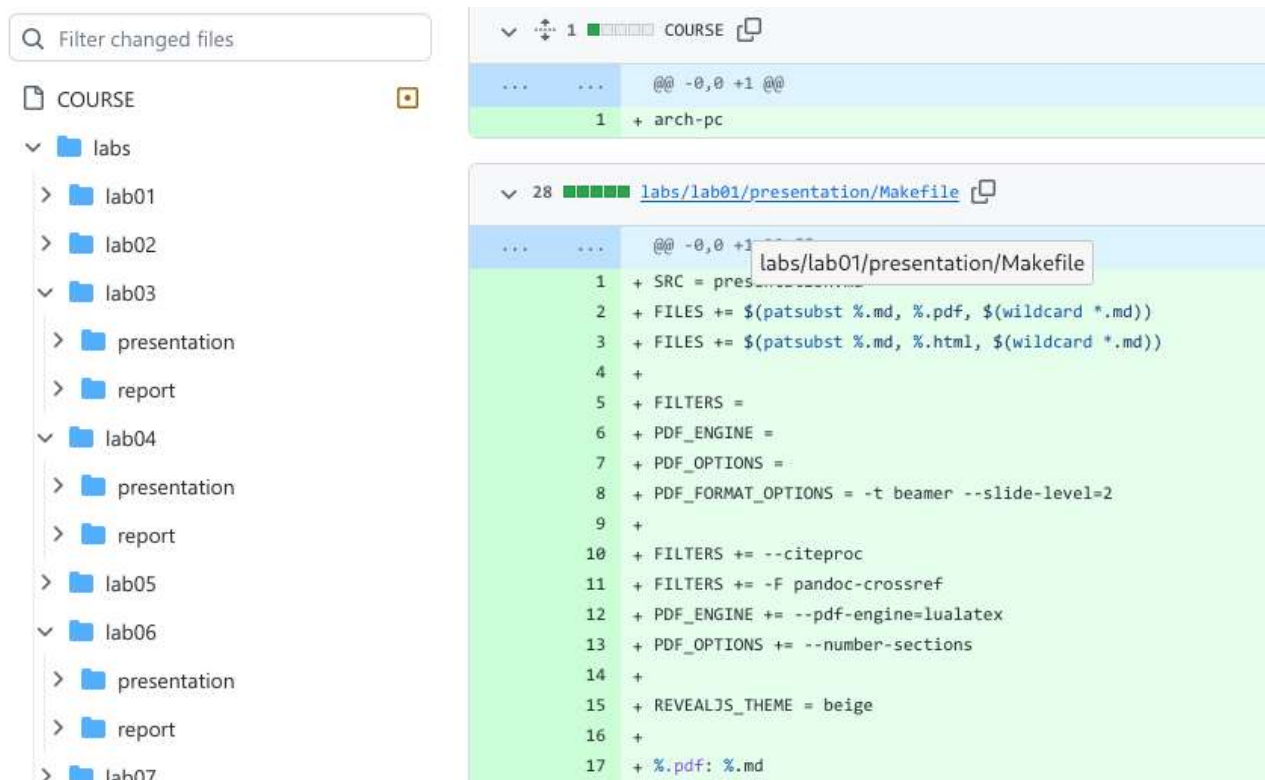 Filter changed files
COURSE
labs
lab01
lab02
lab03
presentation
report
lab04
presentation
report
lab05
lab06
presentation
report
lab07
1 COURSE
... ... @@ -0,0 +1 @@
1 + arch-pc
28 labs/lab01/presentation/Makefile
... ... @@ -0,0 +1
labs/lab01/presentation/Makefile
1 + SRC =
2 + FILES += $(patsubst %.md, %.pdf, $(wildcard *.md))
3 + FILES += $(patsubst %.md, %.html, $(wildcard *.md))
4 +
5 + FILTERS =
6 + PDF_ENGINE =
7 + PDF_OPTIONS =
8 + PDF_FORMAT_OPTIONS = -t beamer --slide-level=2
9 +
10 + FILTERS += --citeproc
11 + FILTERS += -F pandoc-crossref
12 + PDF_ENGINE += --pdf-engine=lualatex
13 + PDF_OPTIONS += --number-sections
14 +
15 + REVEALJS_THEME = beige
16 +
17 + %.pdf: %.md